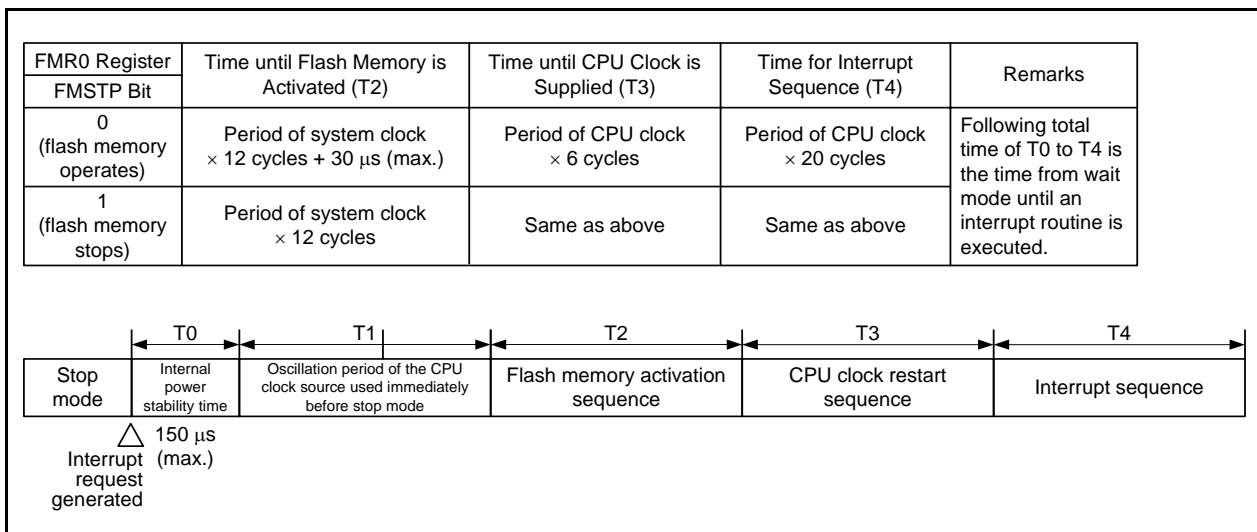 FMR0 Register
FMSTP Bit
Time until Flash Memory is
Activated (T2)
Time until CPU Clock is
Supplied (T3)
Time for Interrupt
Sequence (T4)
Remarks
0
(flash memory
operates)
Period of system clock
× 12 cycles + 30 μs (max.)
Period of CPU clock
× 6 cycles
Period of CPU clock
× 20 cycles
Following total
time of T0 to T4 is
the time from wait
mode until an
interrupt routine is
executed.
1
(flash memory
stops)
Period of system clock
× 12 cycles
Same as above
Same as above
T0
T1
T2
T3
T4
Stop
mode
Internal
power
stability time
Oscillation period of the CPU
clock source used immediately
before stop mode
Flash memory activation
sequence
CPU clock restart
sequence
Interrupt sequence
150 μs
(max.)
Interrupt
request
generated